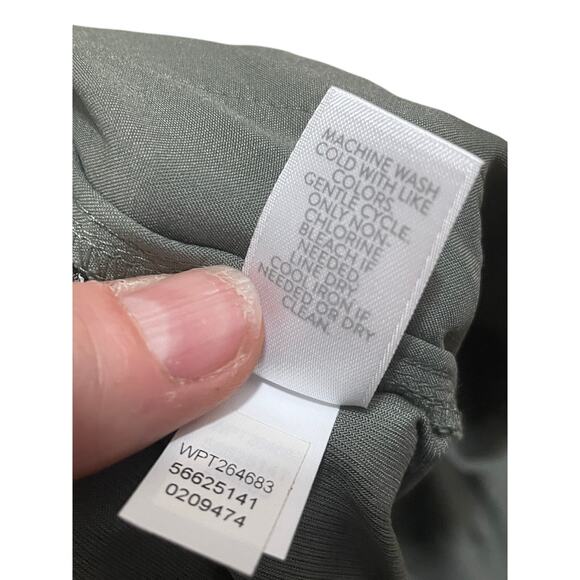 MACHINE WASH
COLD WITH LIKE
COLORS.
GENTLE CYCLE.
ONLY NON-
CHLORINE
BLEACH IF
NEEDED.
LINE DRY.
COOL IRON IF
NEEDED OR DRY
CLEAN.
WPT264683
56625141
0209474